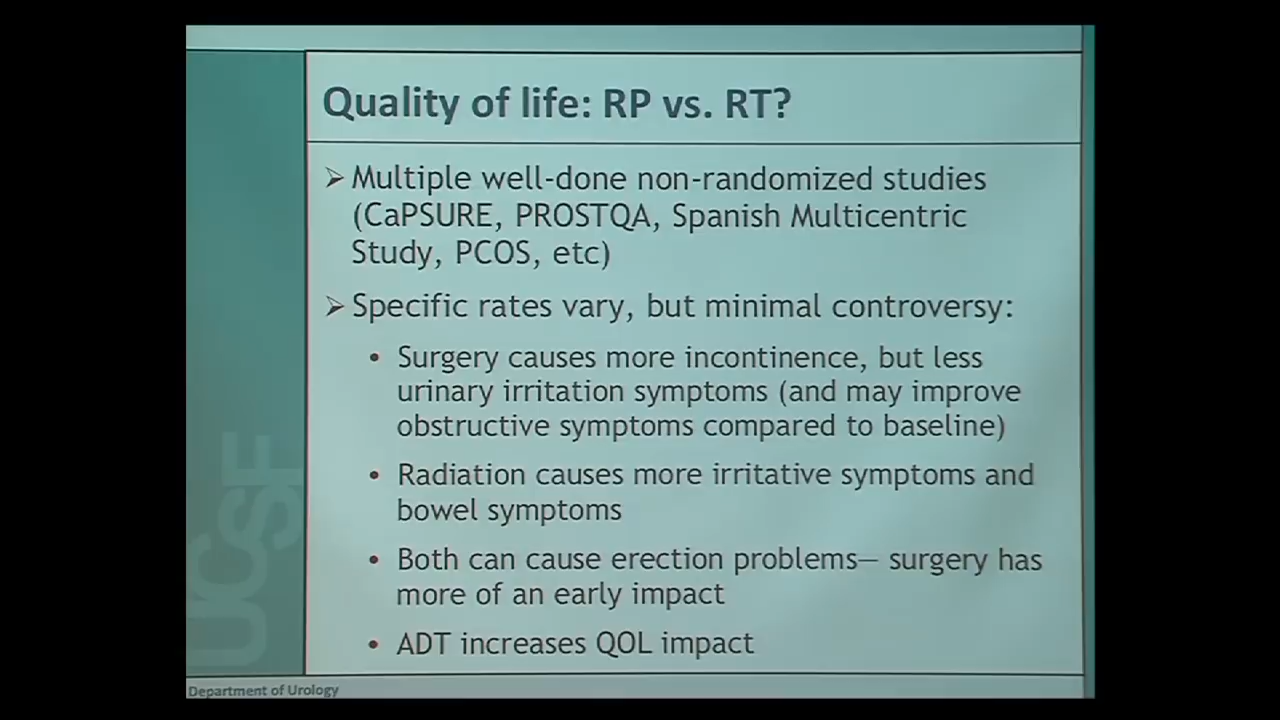 Quality of life: RP vs. RT?
➢ Multiple well-done non-randomized studies
(CaPSURE, PROSTQA, Spanish Multicentric
Study, PCOS, etc)
➢ Specific rates vary, but minimal controversy:
• Surgery causes more incontinence, but less
urinary irritation symptoms (and may improve
obstructive symptoms compared to baseline)
• Radiation causes more irritative symptoms and
bowel symptoms
• Both can cause erection problems— surgery has
more of an early impact
• ADT increases QOL impact
UCSF
Department of Urology